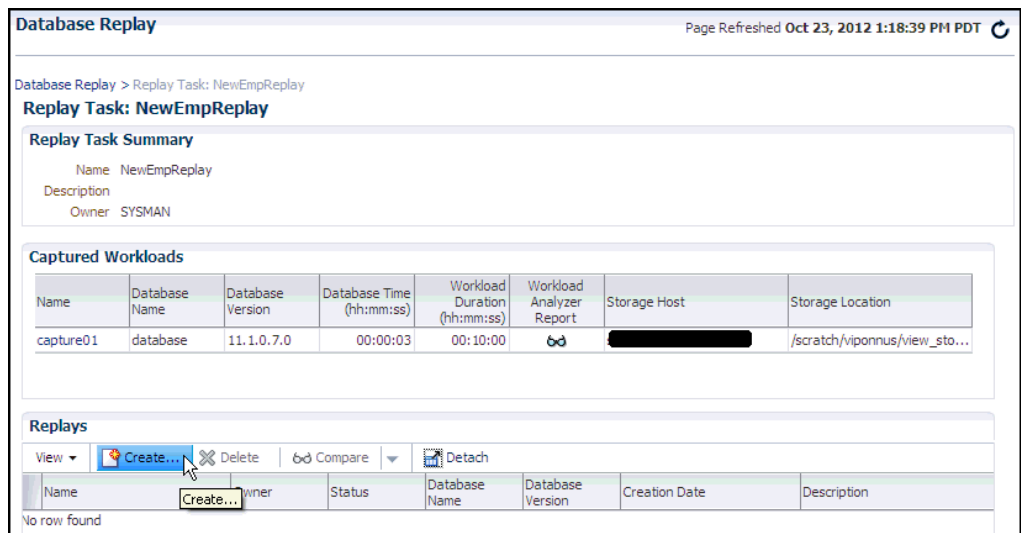 Database Replay
Page Refreshed Oct 23, 2012 1:18:39 PM PDT
Database Replay > Replay Task: NewEmpReplay
Replay Task: NewEmpReplay
Replay Task Summary
Name NewEmpReplay
Description
Owner SYSMAN
Captured Workloads
Name Database Name Database Version Database Time (hh:mm:ss) Workload Duration (hh:mm:ss) Workload Analyzer Report Storage Host Storage Location
capture01 database 11.1.0.7.0 00:00:03 00:10:00 /scratch/viponnus/view_sto...
Replays
View Create... Delete Compare Detach
Name Owner Status Database Name Database Version Creation Date Description
Create...
No row found